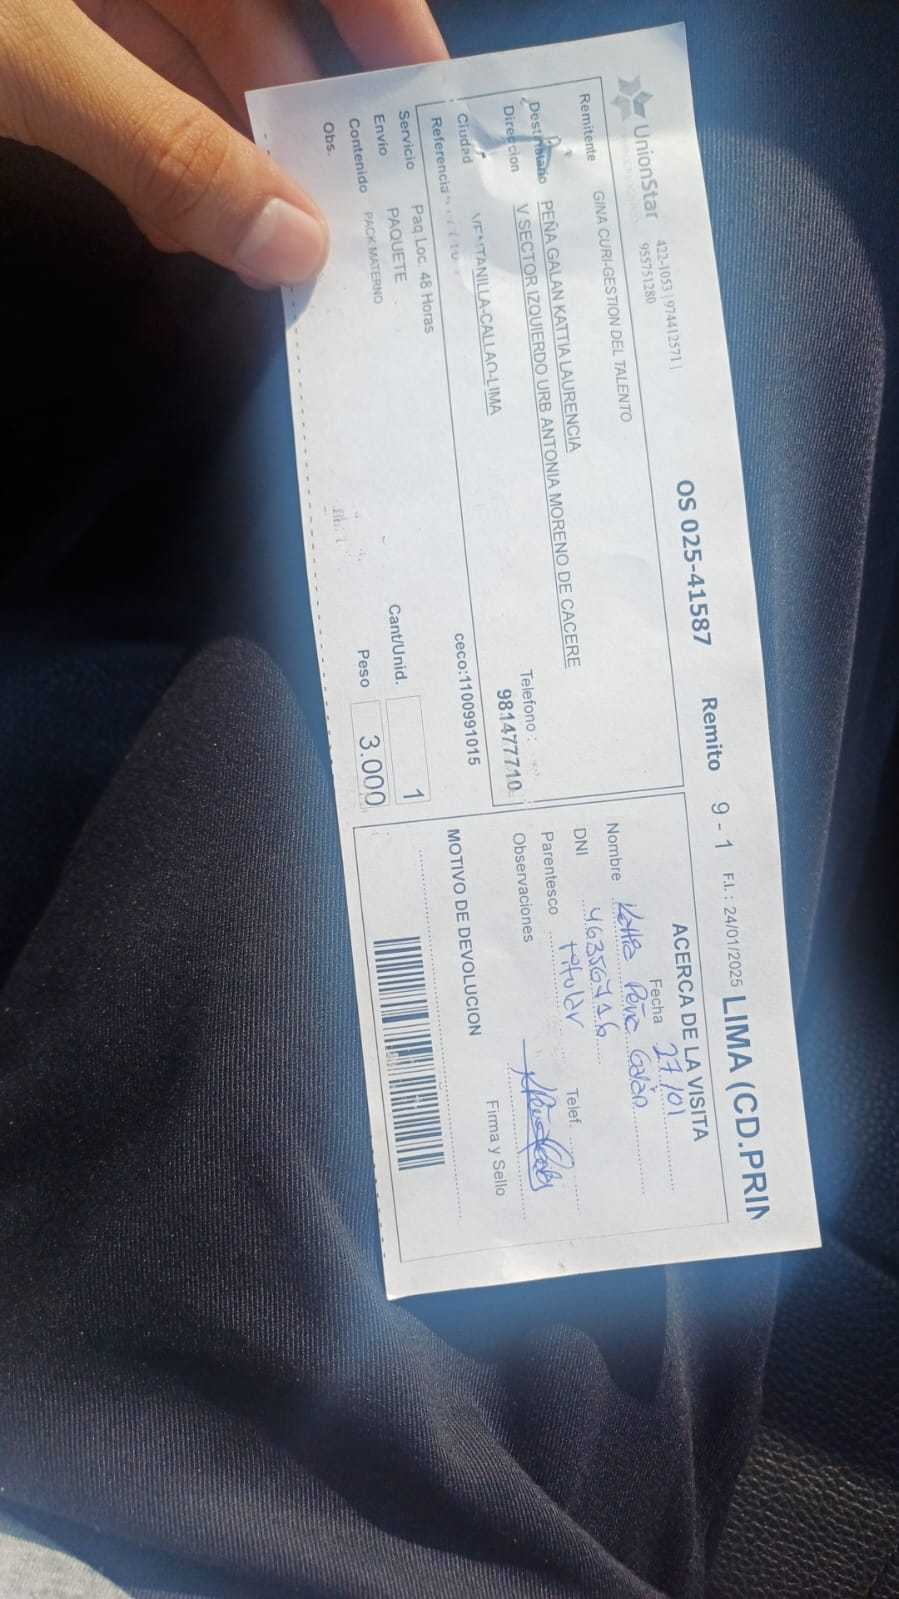 UnionStar
422-1053 | 974412571 |
955751280
OS 025-41587 Remito 9 - 1 F.I.: 24/01/2025 LIMA (CD.PRIN
Remitente GINA CURI-GESTION DEL TALENTO
Destinatario PEÑA GALAN KATTIA LAURENCIA
Direccion V SECTOR IZQUIERDO URB ANTONIA MORENO DE CACERE
Telefono :
981477710
Ciudad VENTANILLA-CALLAO-LIMA
Referencia
ceco:1100991015
Servicio Paq Loc. 48 Horas
Envio PAQUETE Cant/Unid. 1
Contenido PACK MATERNO Peso 3.000
Obs.
ACERCA DE LA VISITA
Fecha 27/01
Nombre Kattia Peña Galán
DNI
Parentesco titular Telef
Observaciones
Firma y Sello
MOTIVO DE DEVOLUCION